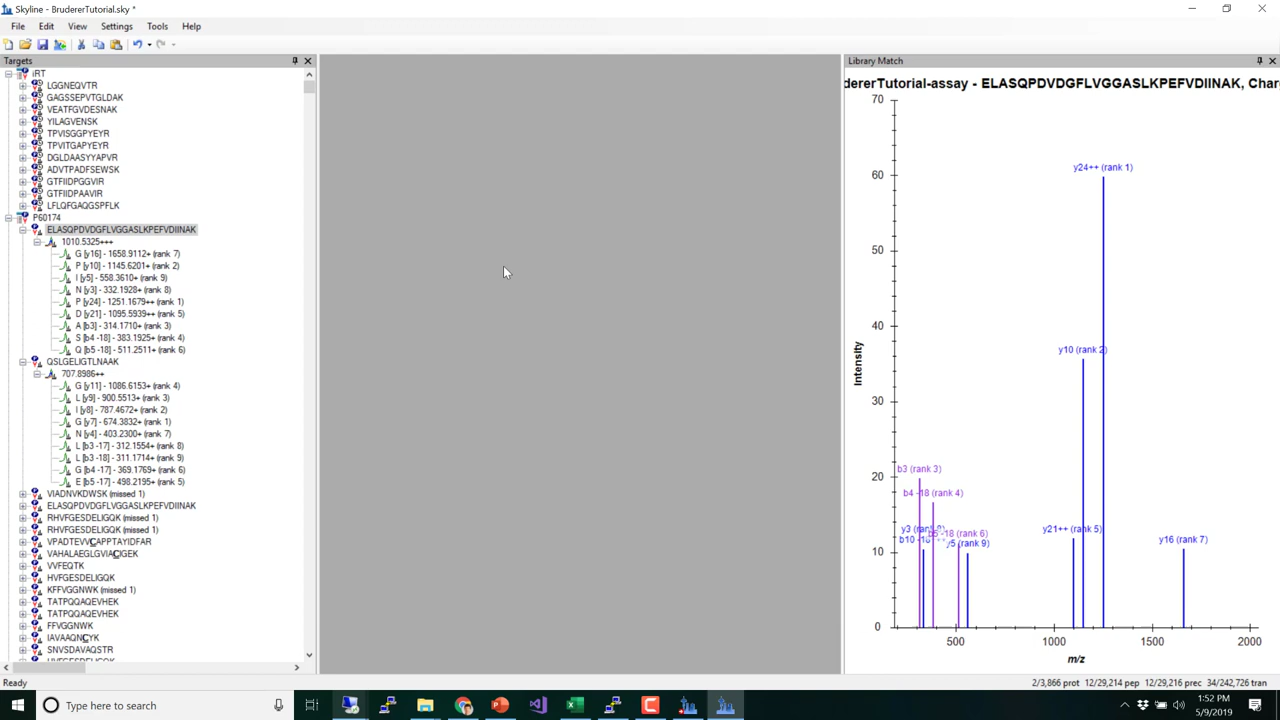 Skyline - BrudererTutorial.sky *
File Edit View Settings Tools Help
Targets
iRT
LGGNEQVTR
GAGSSEPVTGLDAK
VEATFGVDESNAK
YILAGVENSK
TPVISGGPYEYR
TPVITGAPYEYR
DGLDAASYYAPVR
ADVTPADFSEWSK
GTFIIDPGGVIR
GTFIIDPAAVIR
LFLQFGAQGSPFLK
P60174
ELASQPDVDGFLVGGASLKPEFVDIINAK
1010.5325+++
G [y16] - 1658.9112+ (rank 7)
P [y10] - 1145.6201+ (rank 2)
I [y5] - 558.3610+ (rank 9)
N [y3] - 332.1928+ (rank 8)
P [y24] - 1251.1679++ (rank 1)
D [y21] - 1095.5939++ (rank 5)
A [b3] - 314.1710+ (rank 3)
S [b4 -18] - 383.1925+ (rank 4)
Q [b5 -18] - 511.2511+ (rank 6)
QSLGELIGTLNAAK
707.8986++
G [y11] - 1086.6153+ (rank 4)
L [y9] - 900.5513+ (rank 3)
I [y8] - 787.4672+ (rank 2)
G [y7] - 674.3832+ (rank 1)
N [y4] - 403.2300+ (rank 7)
L [b3 -17] - 312.1554+ (rank 8)
L [b3 -18] - 311.1714+ (rank 9)
G [b4 -17] - 369.1769+ (rank 6)
E [b5 -17] - 498.2195+ (rank 5)
VIADNVKDWSK (missed 1)
ELASQPDVDGFLVGGASLKPEFVDIINAK
RHVFGESDELIGQK (missed 1)
RHVFGESDELIGQK (missed 1)
VPADTEVVCAPPTAYIDFAR
VAHALAEGLGVIACIGEK
VVFEQTK
HVFGESDELIGQK
KFFVGGNWK (missed 1)
TATPQQAQEVHEK
TATPQQAQEVHEK
FFVGGNWK
IAVAAQNCYK
SNVSDAVAQSTR
Library Match
dererTutorial-assay - ELASQPDVDGFLVGGASLKPEFVDIINAK, Char
70
60
50
40
30
20
10
0
Intensity
y24++ (rank 1)
y10 (rank 2)
b3 (rank 3)
b4 -18 (rank 4)
y21++ (rank 5)
y5 (rank 9)
y16 (rank 7)
500 1000 1500 2000
m/z
Ready
2/3,866 prot 12/29,214 pep 12/29,216 prec 34/242,726 tran
Type here to search
1:52 PM
5/9/2019